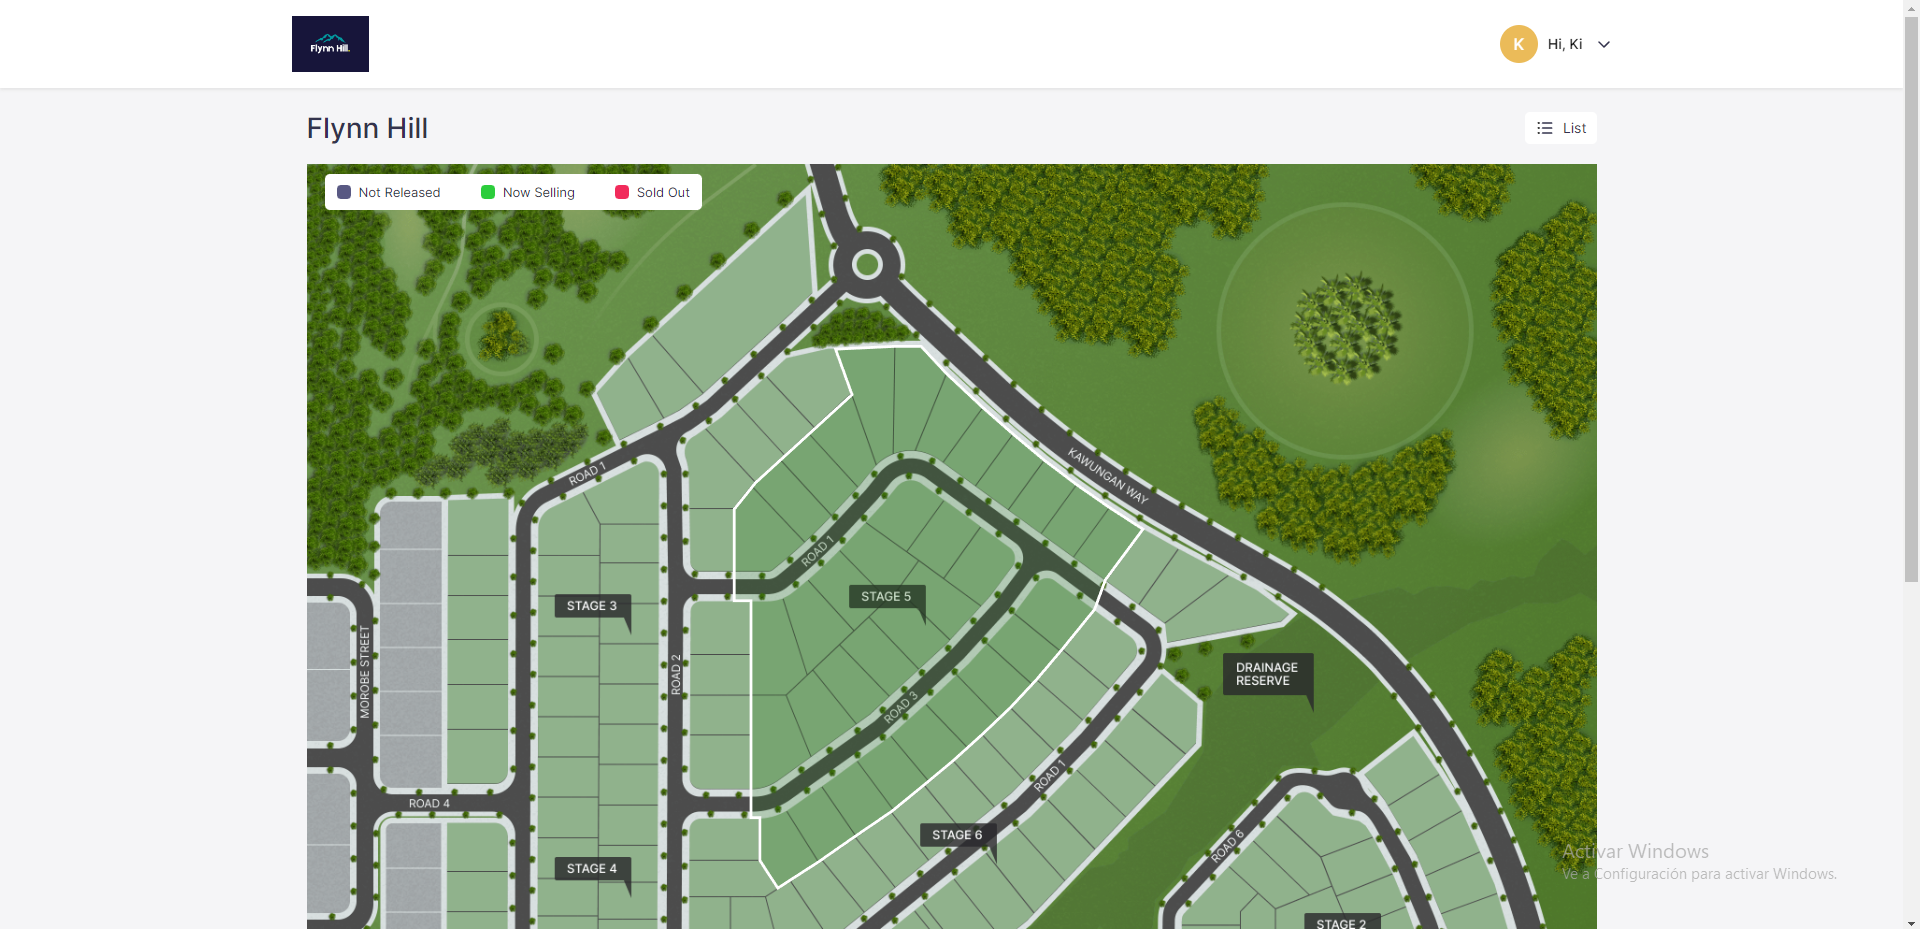 Flynn Hill.
K
Hi, Ki
Flynn Hill
List
Not Released
Now Selling
Sold Out
KAWUNGAN WAY
ROAD 1
ROAD 1
STAGE 5
STAGE 3
MOROBE STREET
ROAD 2
DRAINAGE
RESERVE
ROAD 3
ROAD 1
ROAD 4
STAGE 6
ROAD 6
STAGE 4
Activar Windows
Ve a Configuración para activar Windows.
STAGE 2